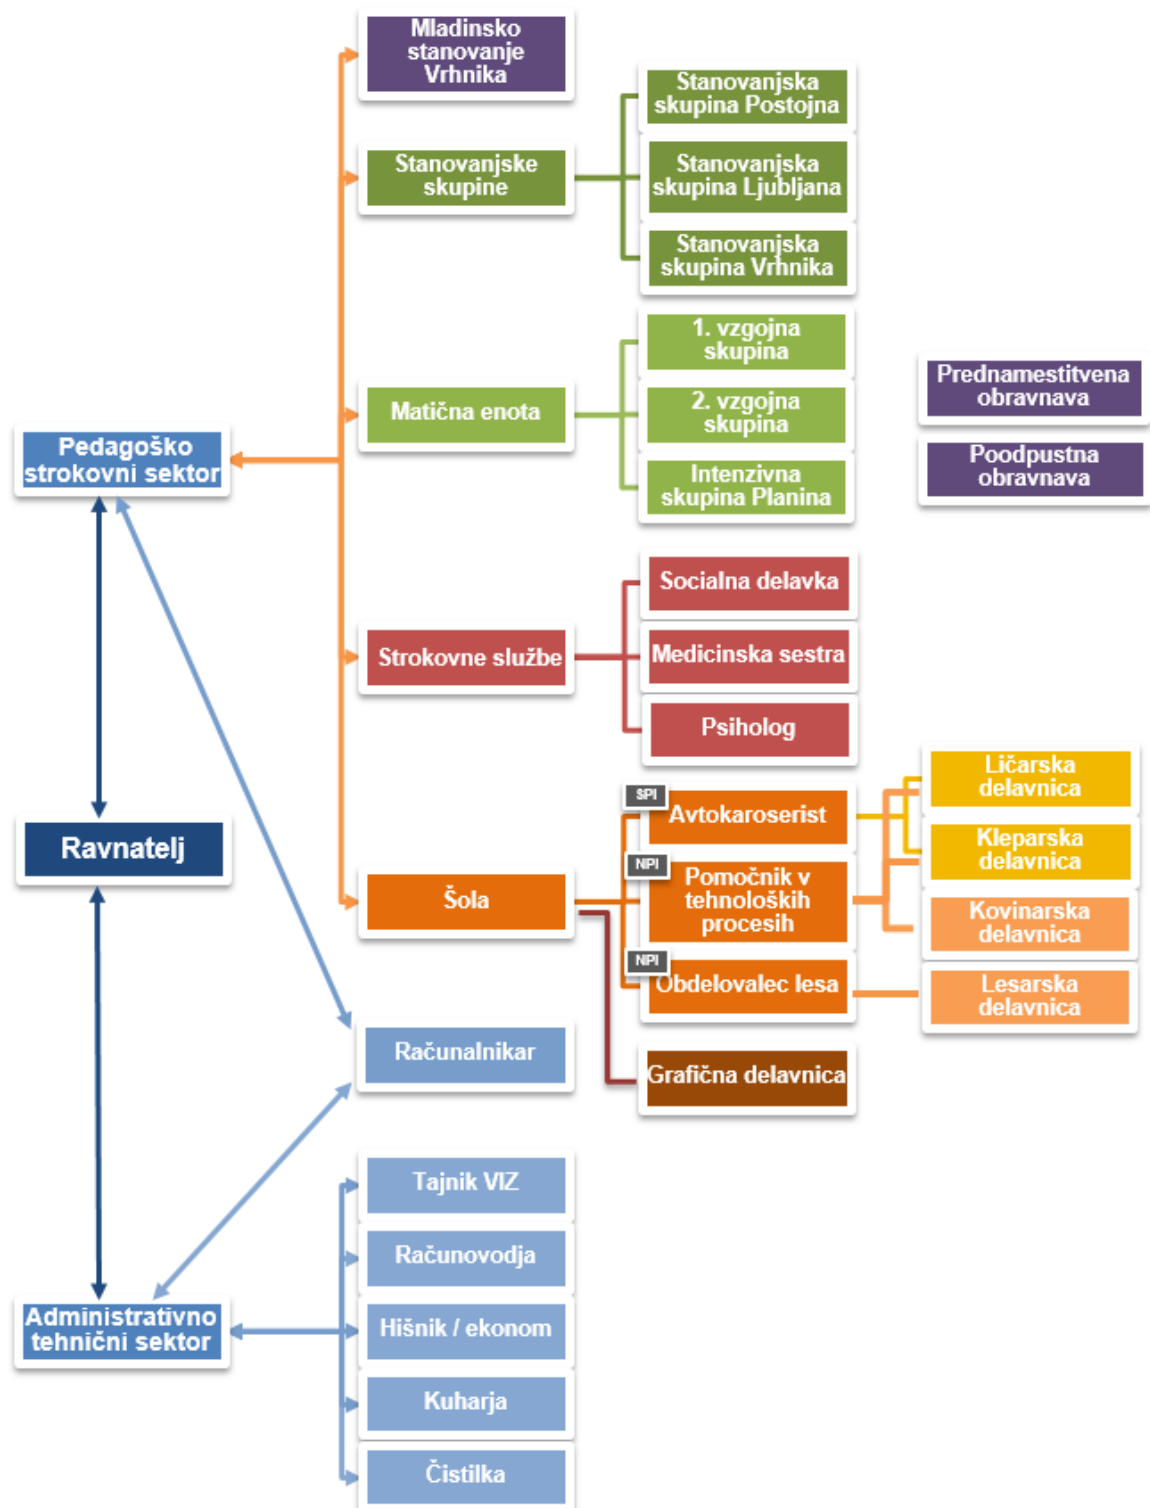 Mladinsko
stanovanje
Vrhnika
Stanovanjske
skupine
Stanovanjska
skupina Postojna
Stanovanjska
skupina Ljubljana
Stanovanjska
skupina Vrhnika
Matična enota
1. vzgojna
skupina
2. vzgojna
skupina
Intenzivna
skupina Planina
Prednamestitvena
obravnava
Poodpustna
obravnava
Pedagoško
strokovni sektor
Strokovne službe
Socialna delavka
Medicinska sestra
Psiholog
Ravnatelj
Šola
SPI
Avtokaroserist
NPI
Pomočnik v
tehnoloških
procesih
NPI
Obdelovalec lesa
Grafična delavnica
Ličarska
delavnica
Kleparska
delavnica
Kovinarska
delavnica
Lesarska
delavnica
Računalnikar
Administrativno
tehnični sektor
Tajnik VIZ
Računovodja
Hišnik / ekonom
Kuharja
Čistilka